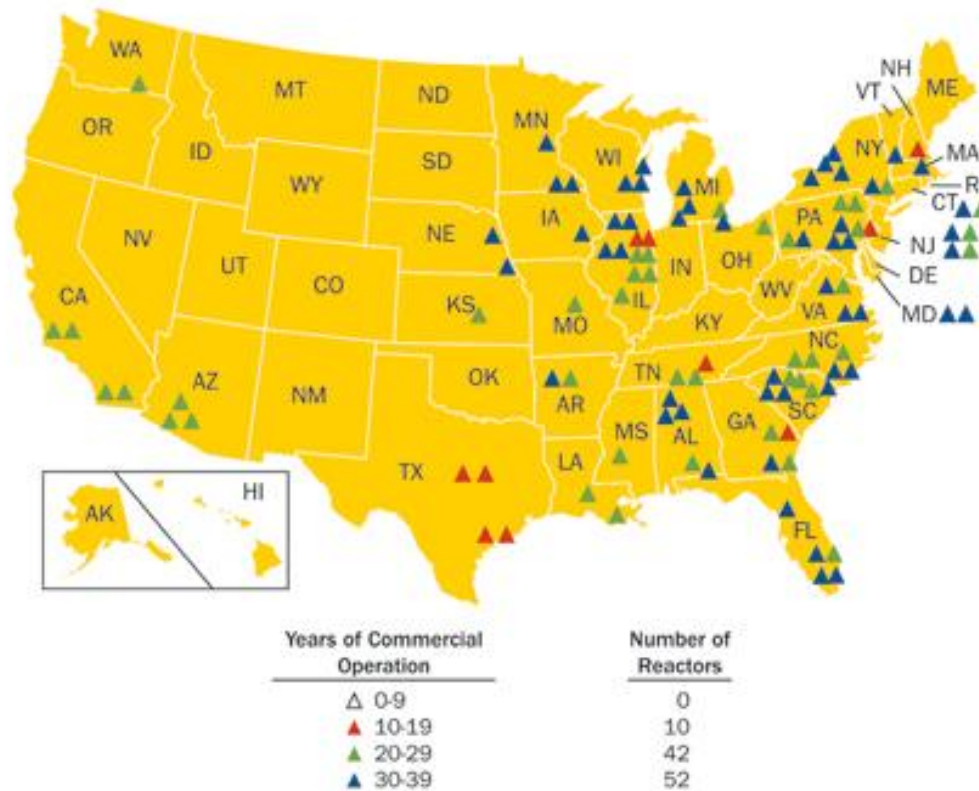 WA
MT
ND
MN
OR
ID
SD
WI
MI
NY
VT
NH
ME
MA
R
CT
WY
IA
PA
NJ
DE
MD
NE
NV
UT
CO
IL
IN
OH
WV
VA
CA
KS
MO
KY
NC
AZ
NM
OK
AR
TN
SC
MS
AL
GA
LA
TX
FL
AK
HI
Years of Commercial Operation
Number of Reactors
0-9 0
10-19 10
20-29 42
30-39 52